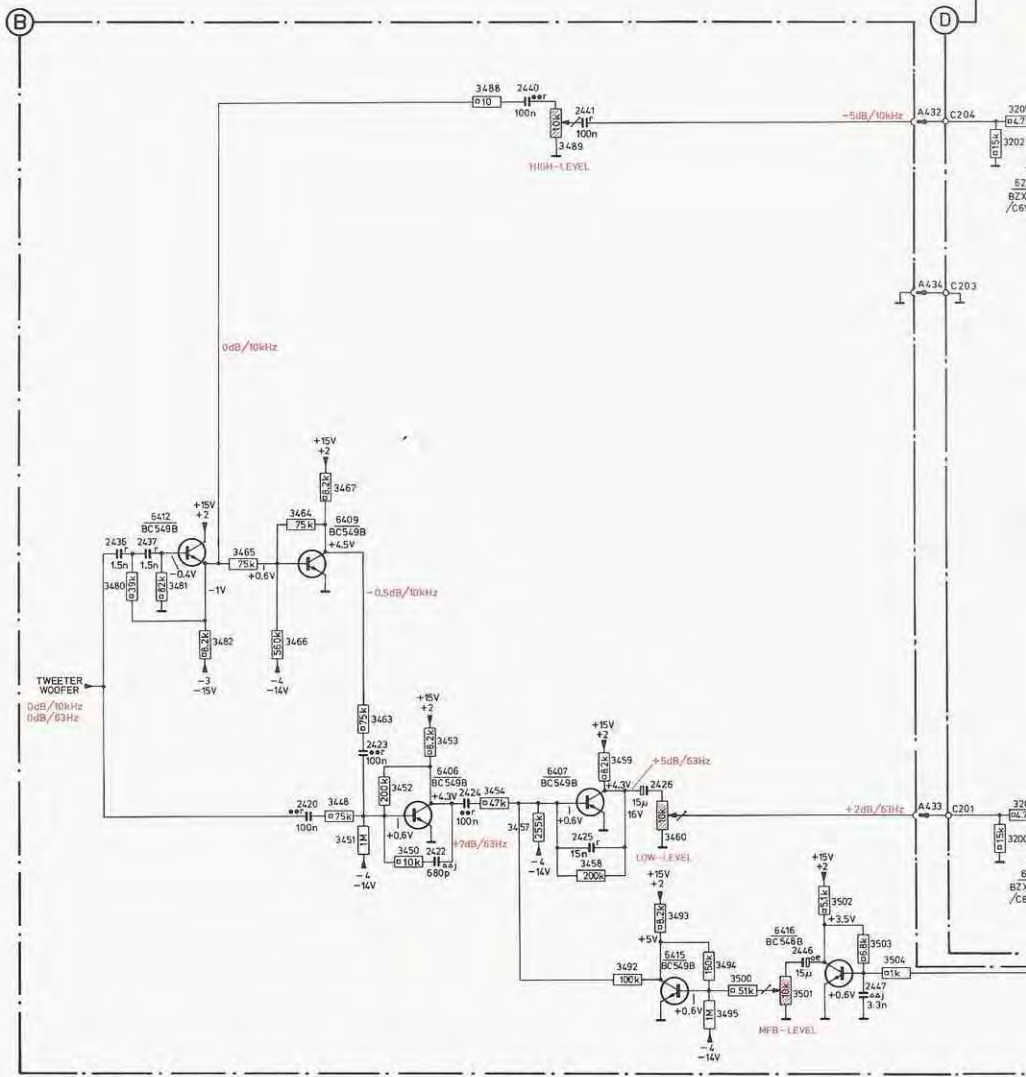 B
D
3488
2440
r
10
100n
10k
2441
r
100n
3489
HIGH-LEVEL
-5dB/10kHz
A432
C204
15k
3202
A434
C203
0dB/10kHz
+15V
+2
8.2k
3467
3464
75k
6409
BC549B
+4.5V
+15V
+2
6412
BC549B
2436
r
2437
r
1.5n
1.5n
-0.4V
3465
75k
+0.6V
3480
39k
82k
3481
-1V
-0.5dB/10kHz
8.2k
3482
560k
3466
-3
-15V
-4
-14V
TWEETER
WOOFER
0dB/10kHz
0dB/63Hz
75k
3463
2423
r
100n
+15V
+2
8.2k
3453
6406
BC549B
3452
200k
+4.3V
2424
r
100n
3454
47k
2420
r
100n
3448
75k
+0.6V
3451
1M
3450
10k
2422
j
680p
+7dB/63Hz
-4
-14V
+15V
+2
8.2k
3459
6407
BC549B
+4.3V
+5dB/63Hz
2426
15µ
16V
10k
3460
LOW-LEVEL
3457
255k
+0.6V
2425
15n
r
3458
200k
-4
-14V
+2dB/63Hz
A433
C201
15k
3200
+15V
+2
8.2k
3493
+5V
6415
BC549B
3492
100k
150k
3494
+0.6V
1M
3495
-4
-14V
3500
51k
10k
3501
MFB-LEVEL
6416
BC548B
2446
e
15µ
+15V
+2
5.1k
3502
+3.5V
6.8k
3503
3504
1k
+0.6V
2447
j
3.3n